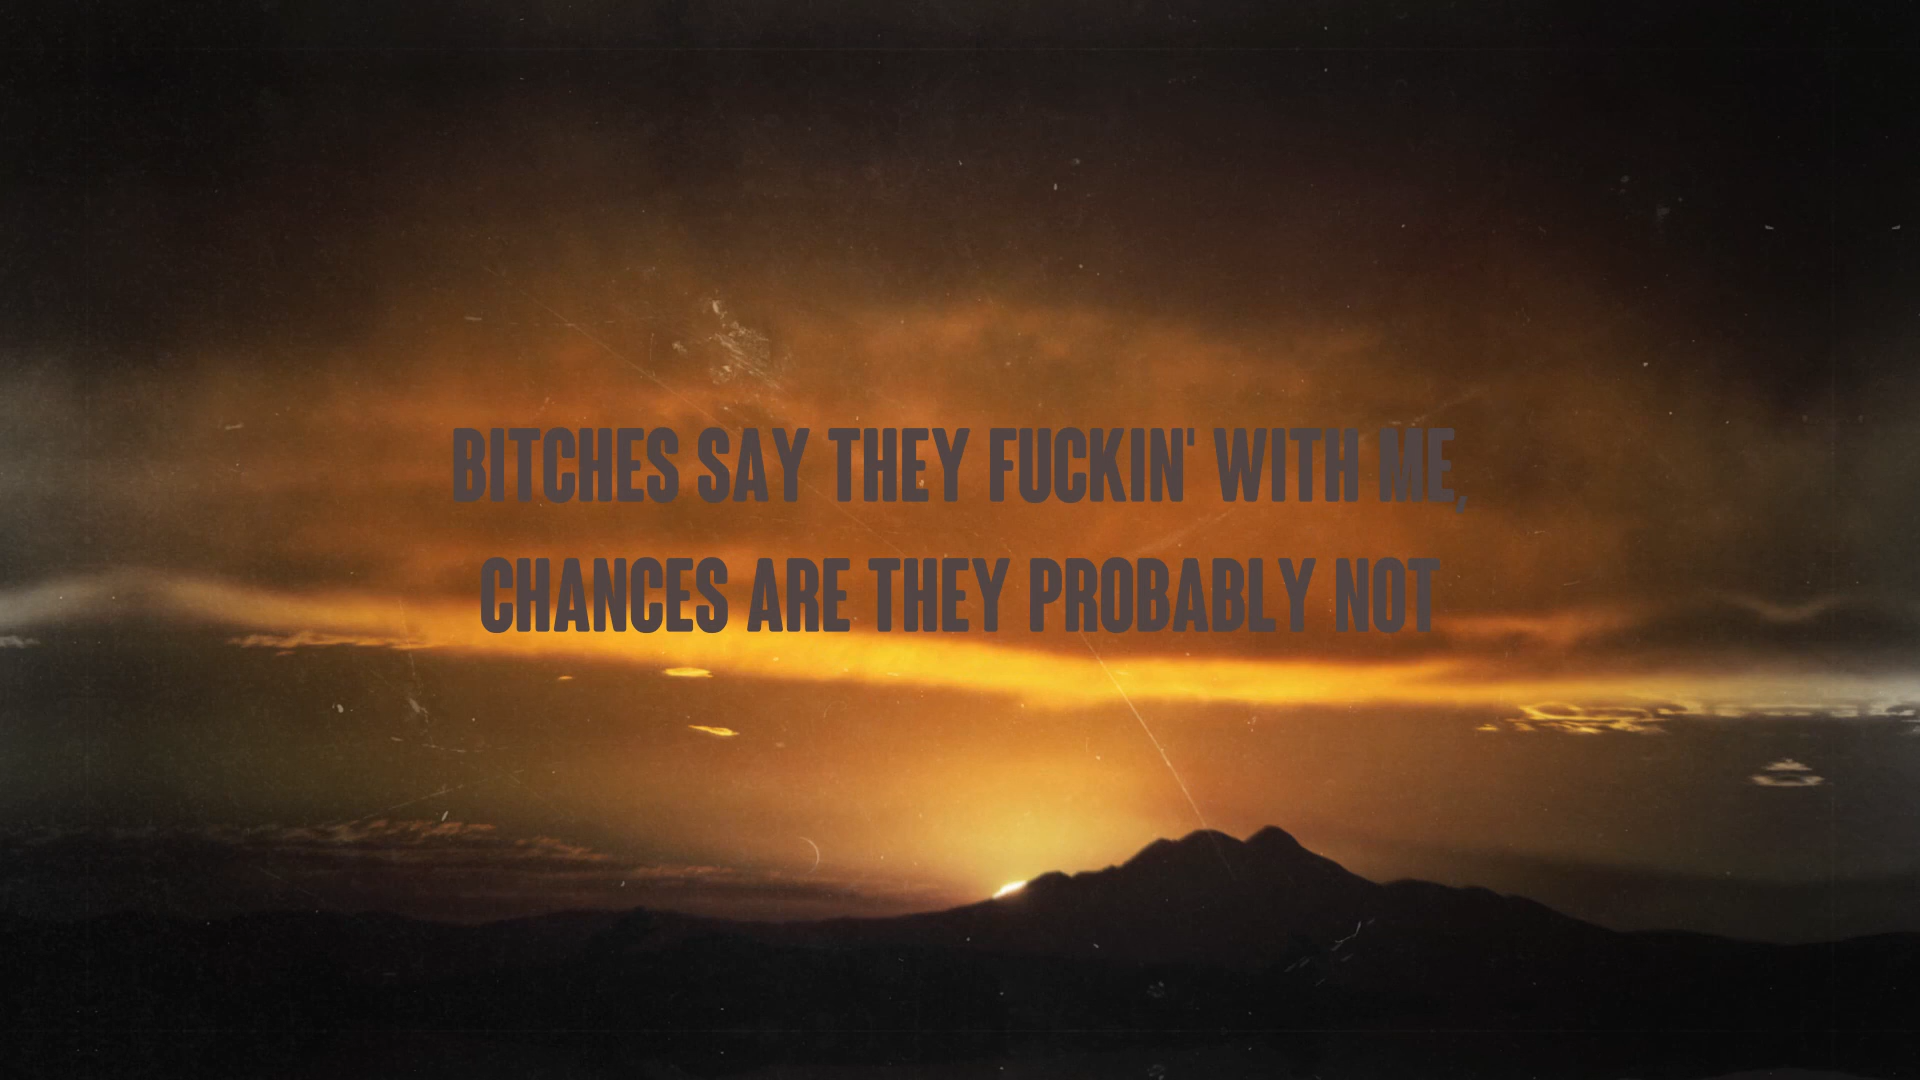 BITCHES SAY THEY FUCKIN' WITH ME,
CHANCES ARE THEY PROBABLY NOT